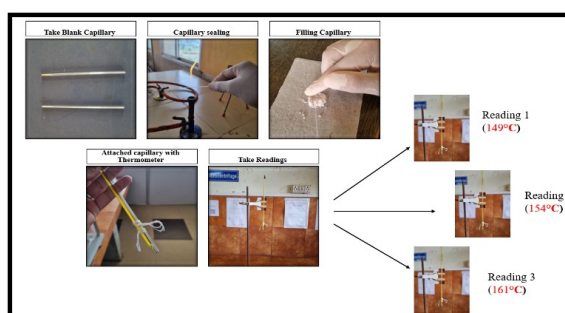 Take Blank Capillary
Capillary sealing
Filling Capillary
Attached capillary with
Thermometer
Take Readings
Reading 1
(149°C)
Reading
(154°C)
Reading 3
(161°C)